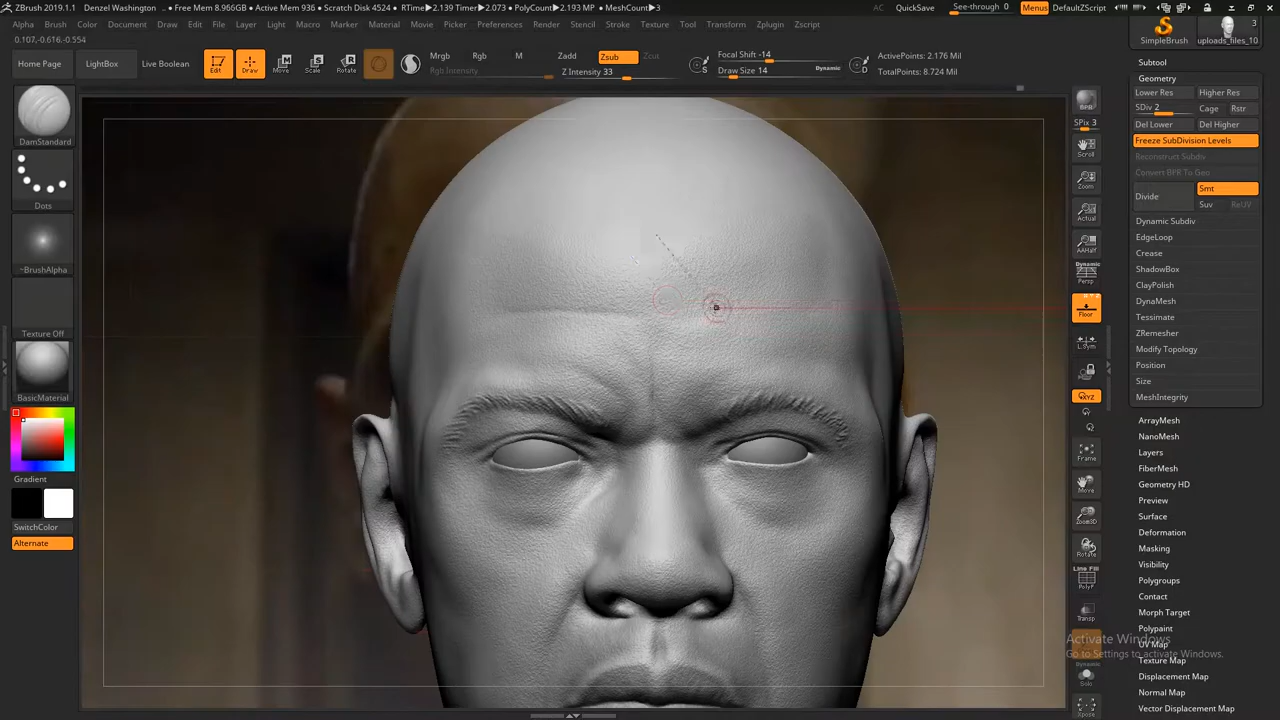 ZBrush 2019.1.1 Denzel Washington • Free Mem 8.966GB • Active Mem 936 • Scratch Disk 4524 • RTime▶2.139 Timer▶2.073 • PolyCount▶2.193 MP • MeshCount▶3 AC QuickSave See-through 0 Menus DefaultZScript
Alpha Brush Color Document Draw Edit File Layer Light Macro Marker Material Movie Picker Preferences Render Stencil Stroke Texture Tool Transform Zplugin Zscript
0.107,-0.616,-0.554
Home Page LightBox Live Boolean Edit Draw Move Scale Rotate
Mrgb Rgb M Zadd Zsub Zcut
Rgb Intensity Z Intensity 33
Focal Shift -14
Draw Size 14 Dynamic
S D
ActivePoints: 2.176 Mil
TotalPoints: 8.724 Mil
DamStandard
Dots
~BrushAlpha
Texture Off
BasicMaterial
Gradient
SwitchColor
Alternate
BPR
SPix 3
Scroll
Zoom
Actual
AAHalf
Dynamic
Persp
Floor
L.Sym
XYZ
Frame
Move
Zoom3D
Rotate
Line Fill
PolyF
Transp
Dynamic
Solo
Xpose
SimpleBrush
3
uploads_files_10
Subtool
Geometry
Lower Res Higher Res
SDiv 2 Cage Rstr
Del Lower Del Higher
Freeze SubDivision Levels
Reconstruct Subdiv
Convert BPR To Geo
Divide Smt
Suv ReUV
Dynamic Subdiv
EdgeLoop
Crease
ShadowBox
ClayPolish
DynaMesh
Tessimate
ZRemesher
Modify Topology
Position
Size
MeshIntegrity
ArrayMesh
NanoMesh
Layers
FiberMesh
Geometry HD
Preview
Surface
Deformation
Masking
Visibility
Polygroups
Contact
Morph Target
Polypaint
UV Map
Texture Map
Displacement Map
Normal Map
Vector Displacement Map
Activate Windows
Go to Settings to activate Windows.